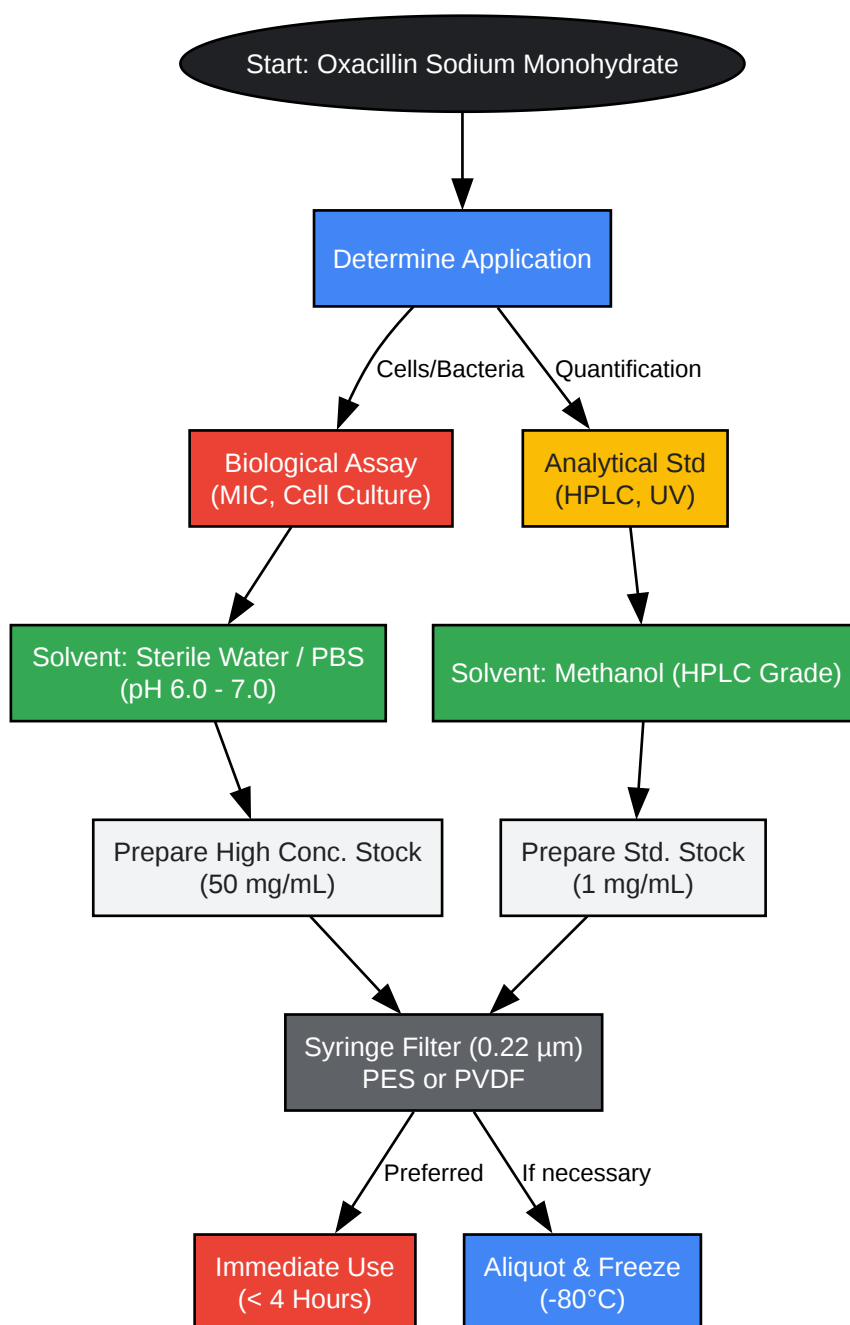 Start: Oxacillin Sodium Monohydrate
Determine Application
Cells/Bacteria
Quantification
Biological Assay
(MIC, Cell Culture)
Analytical Std
(HPLC, UV)
Solvent: Sterile Water / PBS
(pH 6.0 - 7.0)
Solvent: Methanol (HPLC Grade)
Prepare High Conc. Stock
(50 mg/mL)
Prepare Std. Stock
(1 mg/mL)
Syringe Filter (0.22 µm)
PES or PVDF
Preferred
If necessary
Immediate Use
(< 4 Hours)
Aliquot & Freeze
(-80°C)